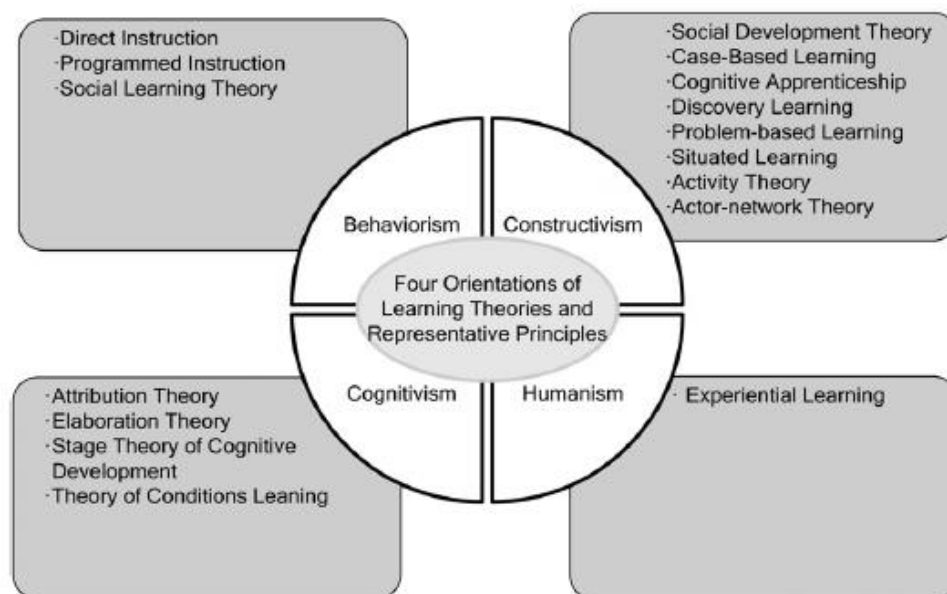 ·Direct Instruction
·Programmed Instruction
·Social Learning Theory
·Social Development Theory
·Case-Based Learning
·Cognitive Apprenticeship
·Discovery Learning
·Problem-based Learning
·Situated Learning
·Activity Theory
·Actor-network Theory
Behaviorism
Constructivism
Four Orientations of
Learning Theories and
Representative Principles
Cognitivism
Humanism
·Attribution Theory
·Elaboration Theory
·Stage Theory of Cognitive
Development
·Theory of Conditions Leaning
· Experiential Learning